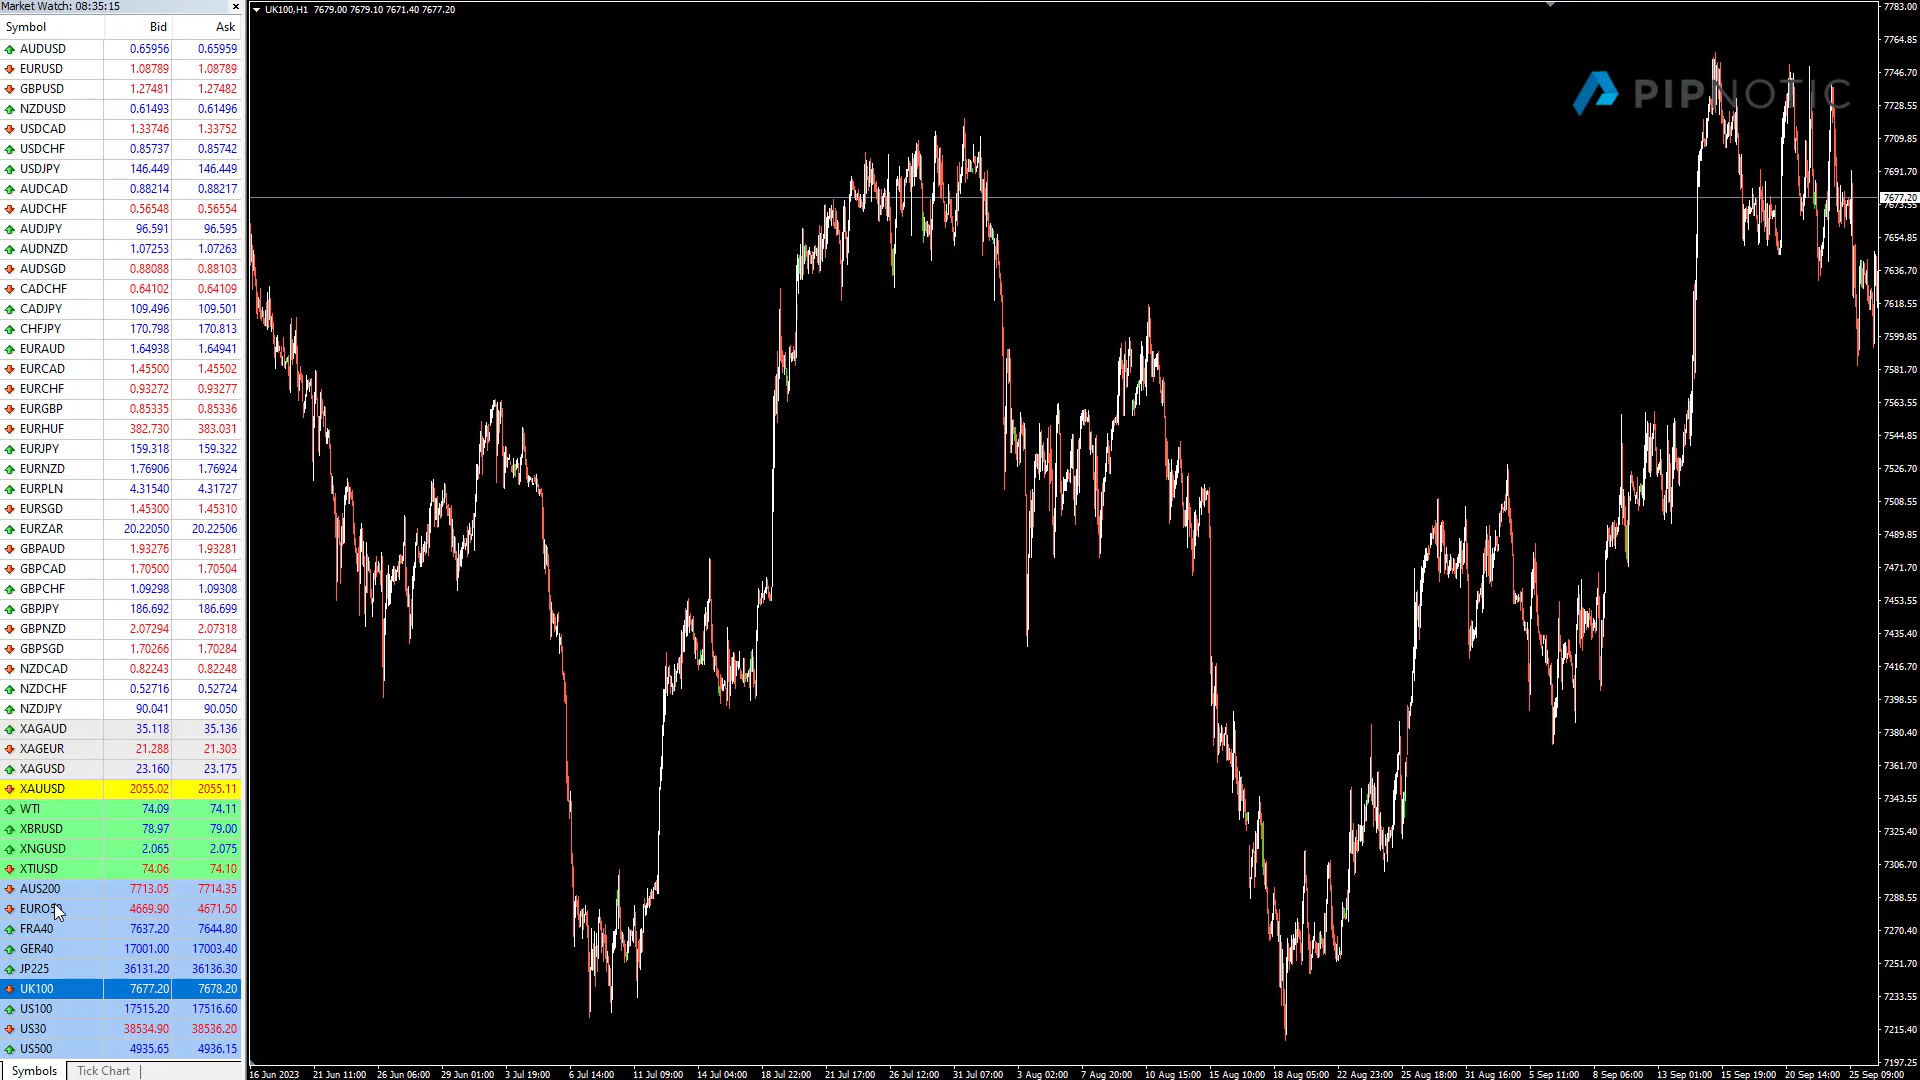 Market Watch: 08:35:15
Symbol Bid Ask
AUDUSD 0.65956 0.65959
EURUSD 1.08789 1.08789
GBPUSD 1.27481 1.27482
NZDUSD 0.61493 0.61496
USDCAD 1.33746 1.33752
USDCHF 0.85737 0.85742
USDJPY 146.449 146.449
AUDCAD 0.88214 0.88217
AUDCHF 0.56548 0.56554
AUDJPY 96.591 96.595
AUDNZD 1.07253 1.07263
AUDSGD 0.88088 0.88103
CADCHF 0.64102 0.64109
CADJPY 109.496 109.501
CHFJPY 170.798 170.813
EURAUD 1.64938 1.64941
EURCAD 1.45500 1.45502
EURCHF 0.93272 0.93277
EURGBP 0.85335 0.85336
EURHUF 382.730 383.031
EURJPY 159.318 159.322
EURNZD 1.76906 1.76924
EURPLN 4.31540 4.31727
EURSGD 1.45300 1.45310
EURZAR 20.22050 20.22506
GBPAUD 1.93276 1.93281
GBPCAD 1.70500 1.70504
GBPCHF 1.09298 1.09308
GBPJPY 186.692 186.699
GBPNZD 2.07294 2.07318
GBPSGD 1.70266 1.70284
NZDCAD 0.82243 0.82248
NZDCHF 0.52716 0.52724
NZDJPY 90.041 90.050
XAGAUD 35.118 35.136
XAGEUR 21.288 21.303
XAGUSD 23.160 23.175
XAUUSD 2055.02 2055.11
WTI 74.09 74.11
XBRUSD 78.97 79.00
XNGUSD 2.065 2.075
XTIUSD 74.06 74.10
AUS200 7713.05 7714.35
EURO50 4669.90 4671.50
FRA40 7637.20 7644.80
GER40 17001.00 17003.40
JP225 36131.20 36136.30
UK100 7677.20 7678.20
US100 17515.20 17516.60
US30 38534.90 38536.20
US500 4935.65 4936.15
Symbols Tick Chart
UK100,H1 7679.00 7679.10 7671.40 7677.20
PIPNOTIC
7783.00
7764.85
7746.70
7728.55
7709.85
7691.70
7677.20
7673.55
7654.85
7636.70
7618.55
7599.85
7581.70
7563.55
7544.85
7526.70
7508.55
7489.85
7471.70
7453.55
7435.40
7416.70
7398.55
7380.40
7361.70
7343.55
7325.40
7306.70
7288.55
7270.40
7251.70
7233.55
7215.40
7197.25
16 Jun 2023 21 Jun 11:00 26 Jun 06:00 29 Jun 01:00 3 Jul 19:00 6 Jul 14:00 11 Jul 09:00 14 Jul 04:00 18 Jul 22:00 21 Jul 17:00 26 Jul 12:00 31 Jul 07:00 3 Aug 02:00 7 Aug 20:00 10 Aug 15:00 15 Aug 10:00 18 Aug 05:00 22 Aug 23:00 25 Aug 18:00 31 Aug 16:00 5 Sep 11:00 8 Sep 06:00 13 Sep 01:00 15 Sep 19:00 20 Sep 14:00 25 Sep 09:00